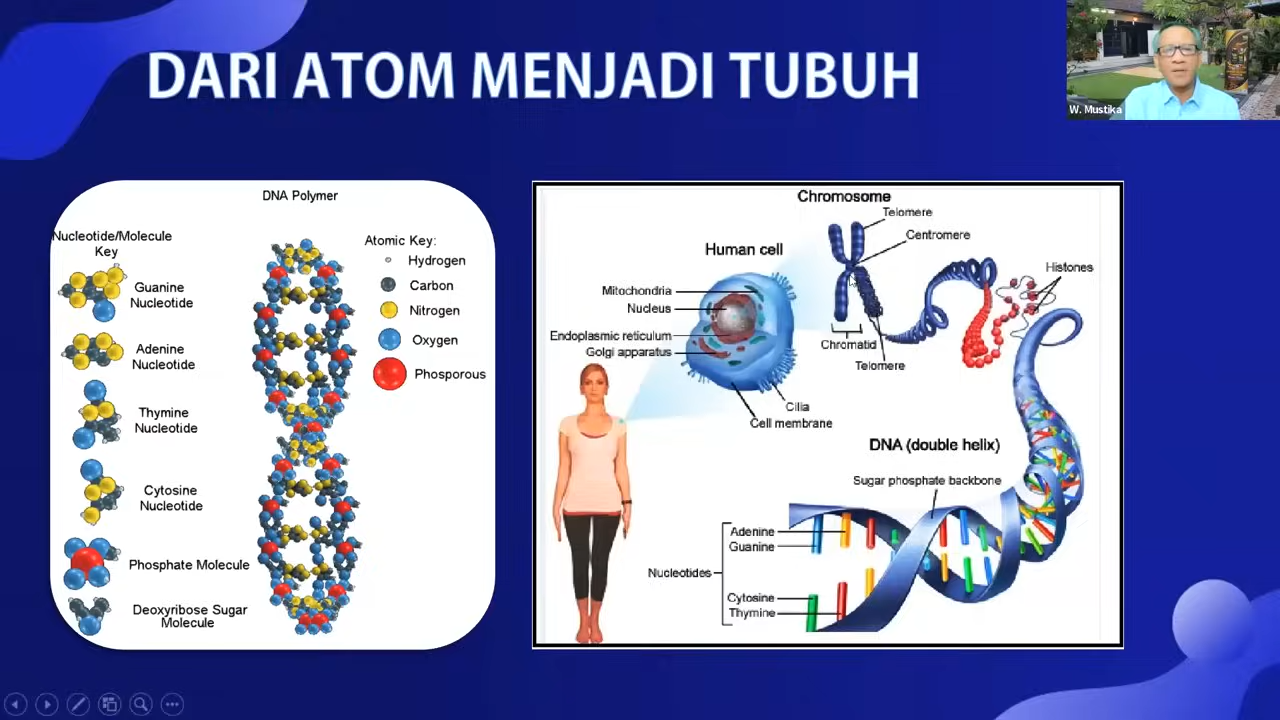 DARI ATOM MENJADI TUBUH
W. Mustika
DNA Polymer
Nucleotide/Molecule
Key
Guanine
Nucleotide
Adenine
Nucleotide
Thymine
Nucleotide
Cytosine
Nucleotide
Phosphate Molecule
Deoxyribose Sugar
Molecule
Atomic Key:
Hydrogen
Carbon
Nitrogen
Oxygen
Phosporous
Chromosome
Telomere
Centromere
Human cell
Histones
Mitochondria
Nucleus
Endoplasmic reticulum
Golgi apparatus
Chromatid
Telomere
Cilia
Cell membrane
DNA (double helix)
Sugar phosphate backbone
Adenine
Guanine
Nucleotides
Cytosine
Thymine